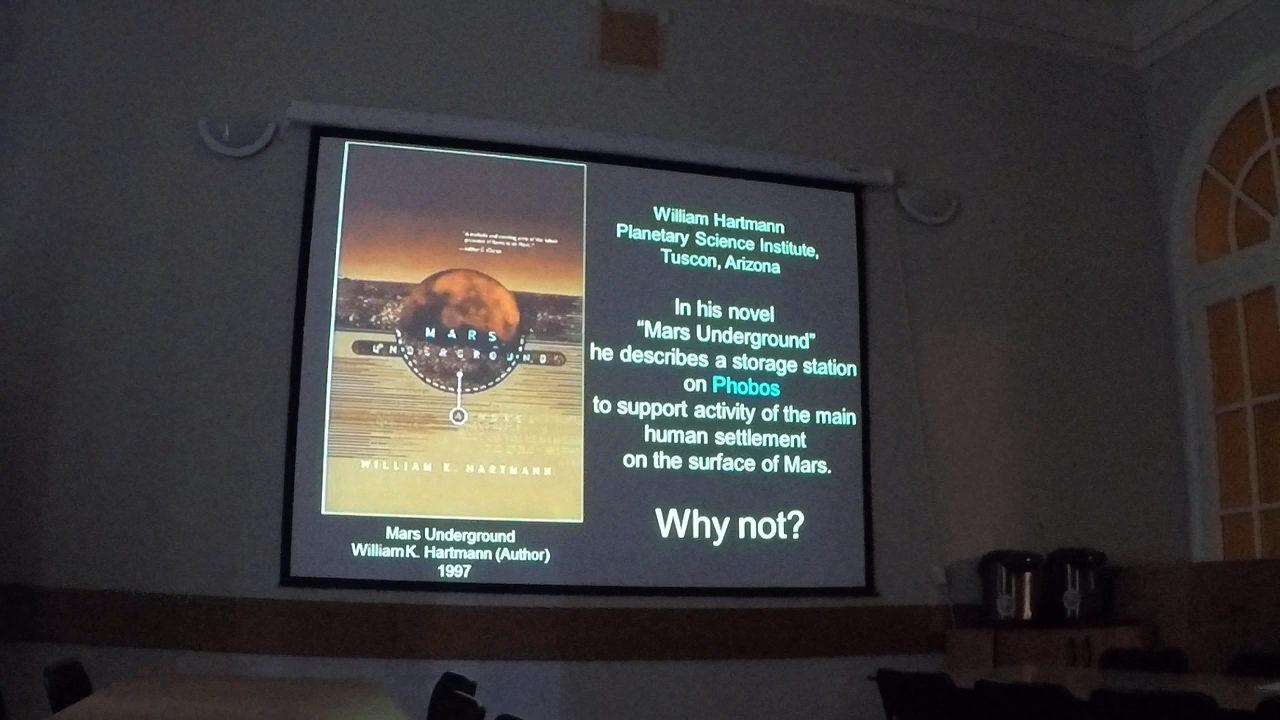 MARS
UNDERGROUND
A NOVEL
WILLIAM K. HARTMANN
Mars Underground
William K. Hartmann (Author)
1997
William Hartmann
Planetary Science Institute,
Tuscon, Arizona
In his novel
“Mars Underground”
he describes a storage station
on Phobos
to support activity of the main
human settlement
on the surface of Mars.
Why not?